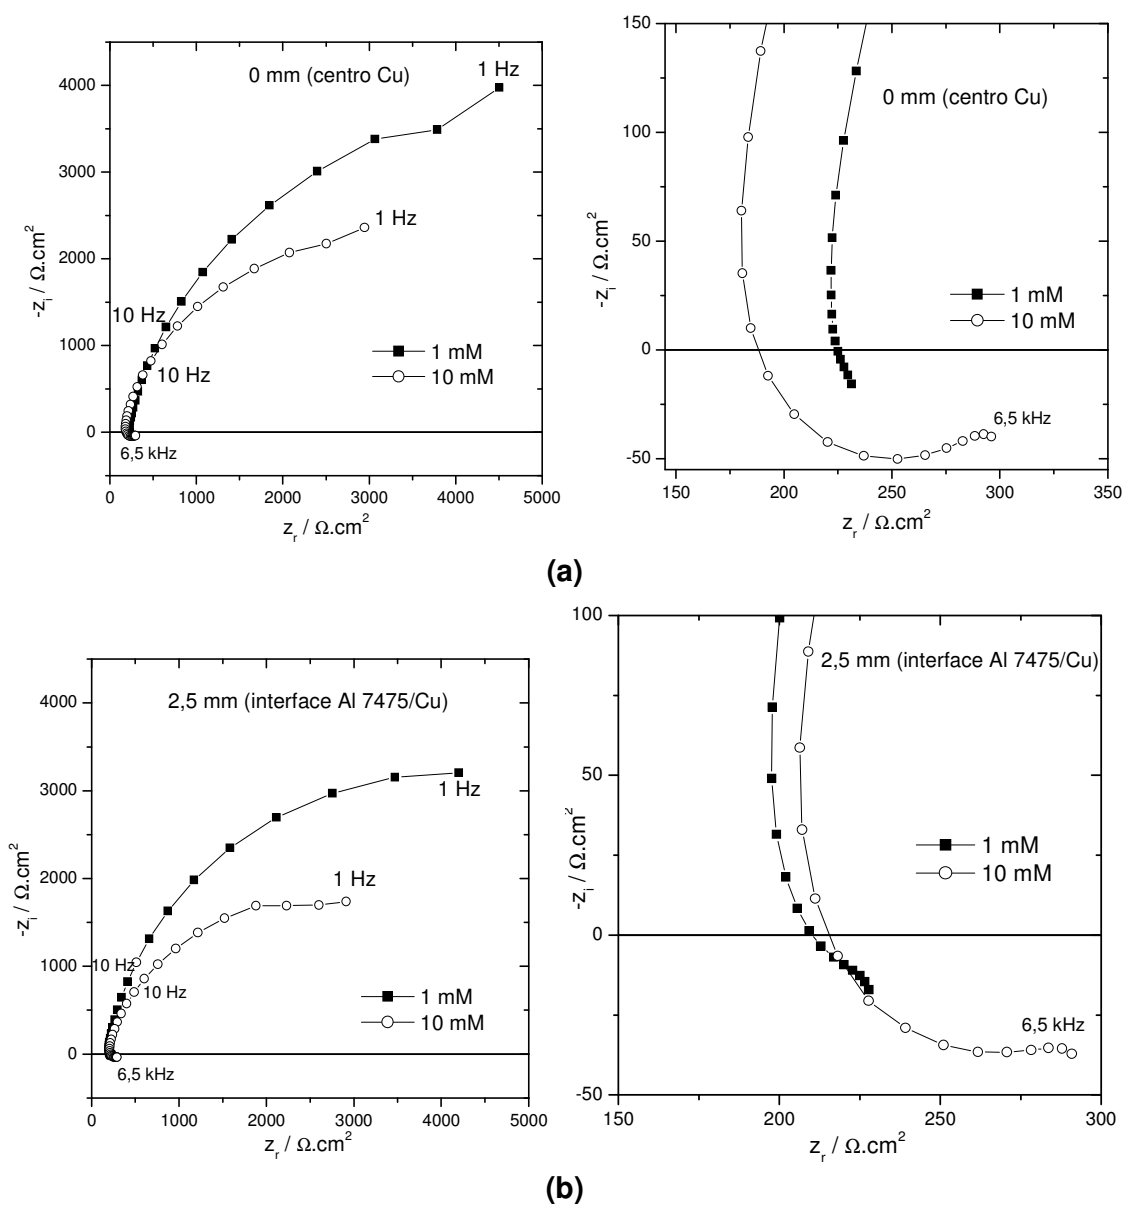 0 mm (centro Cu)
1 Hz
1 Hz
10 Hz
10 Hz
6,5 kHz
1 mM
10 mM
4000
3000
2000
1000
0
0 1000 2000 3000 4000 5000
-z_i / Ω.cm²
z_r / Ω.cm²
0 mm (centro Cu)
1 mM
10 mM
6,5 kHz
150
100
50
0
-50
150 200 250 300 350
-z_i / Ω.cm²
z_r / Ω.cm²
(a)
2,5 mm (interface Al 7475/Cu)
1 Hz
1 Hz
10 Hz
10 Hz
6,5 kHz
1 mM
10 mM
4000
3000
2000
1000
0
0 1000 2000 3000 4000 5000
-z_i / Ω.cm²
z_r / Ω.cm²
2,5 mm (interface Al 7475/Cu)
1 mM
10 mM
6,5 kHz
100
50
0
-50
150 200 250 300
-z_i / Ω.cm²
z_r / Ω.cm²
(b)